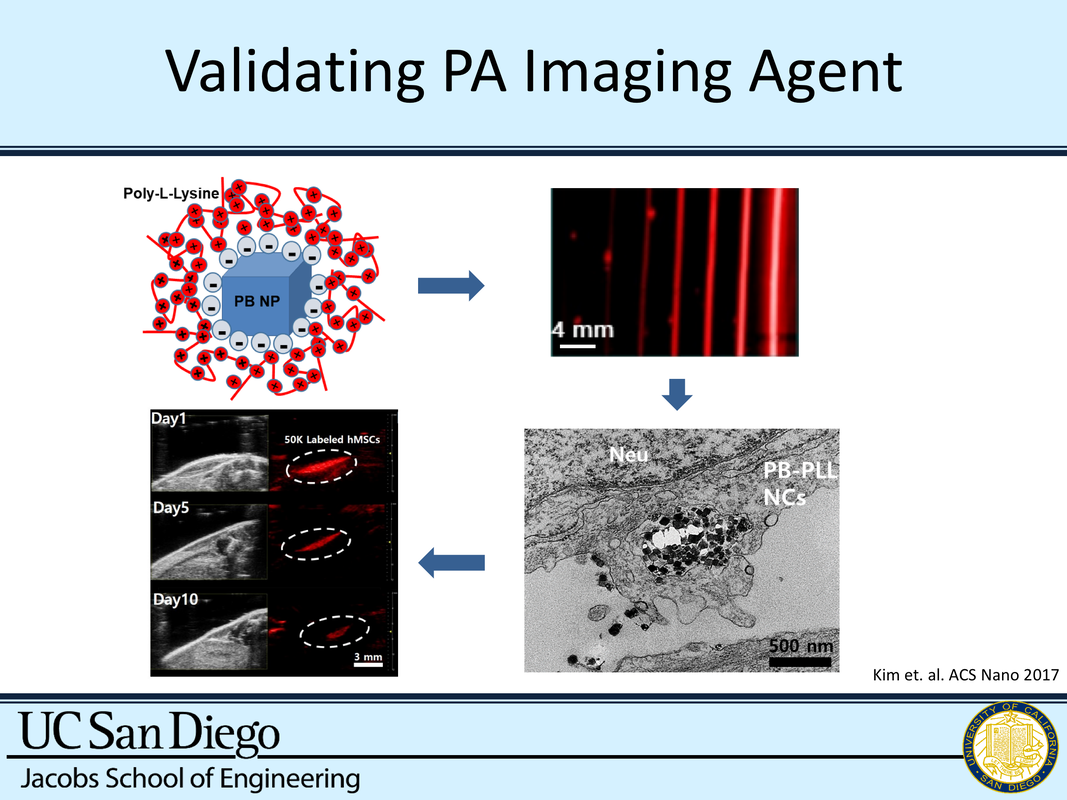 Validating PA Imaging Agent
Poly-L-Lysine
PB NP
4 mm
Day1
50K Labeled hMSCs
Day5
Day10
3 mm
Neu
PB-PLL
NCs
500 nm
Kim et. al. ACS Nano 2017
UC San Diego
Jacobs School of Engineering
UNIVERSITY OF CALIFORNIA
SAN DIEGO